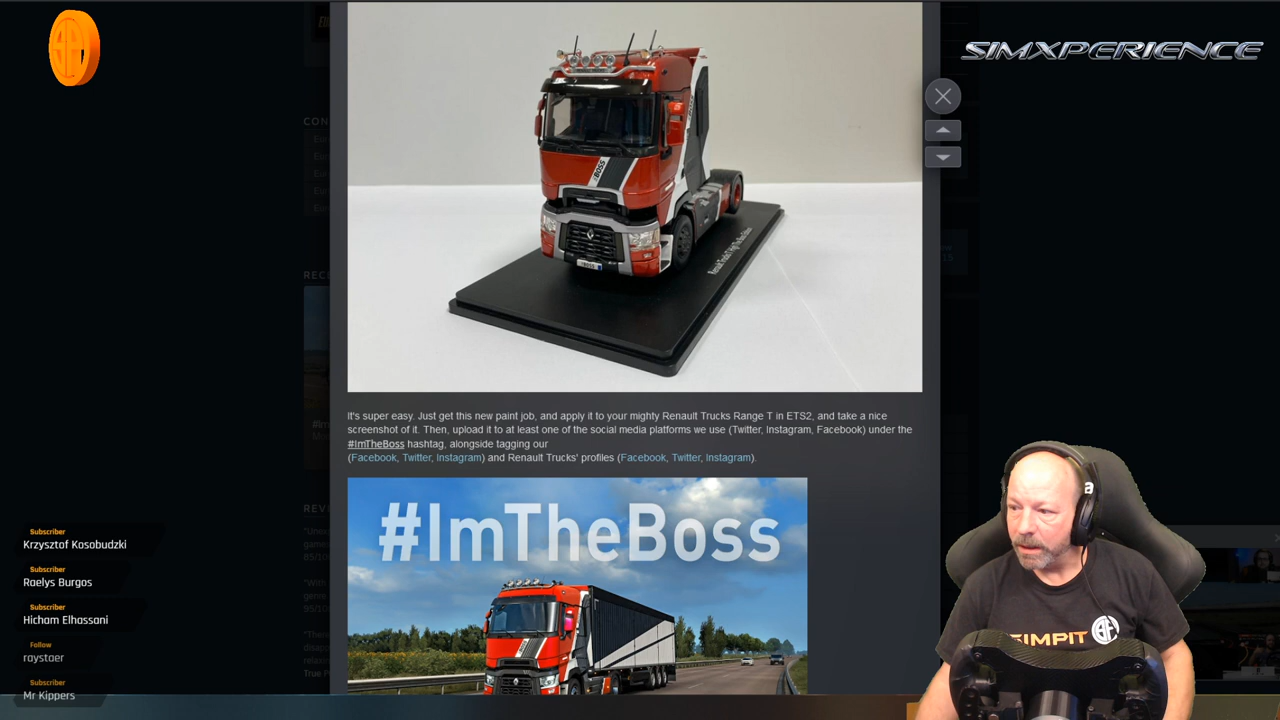 SIMXPERIENCE
BOSS
It's super easy. Just get this new paint job, and apply it to your mighty Renault Trucks Range T in ETS2, and take a nice
screenshot of it. Then, upload it to at least one of the social media platforms we use (Twitter, Instagram, Facebook) under the
#ImTheBoss hashtag, alongside tagging our
(Facebook, Twitter, Instagram) and Renault Trucks' profiles (Facebook, Twitter, Instagram).
#ImTheBoss
Subscriber
Krzysztof Kosobudzki
Subscriber
Raelys Burgos
Subscriber
Hicham Elhassani
Follow
raystaer
Subscriber
Mr Kippers
SIMPIT